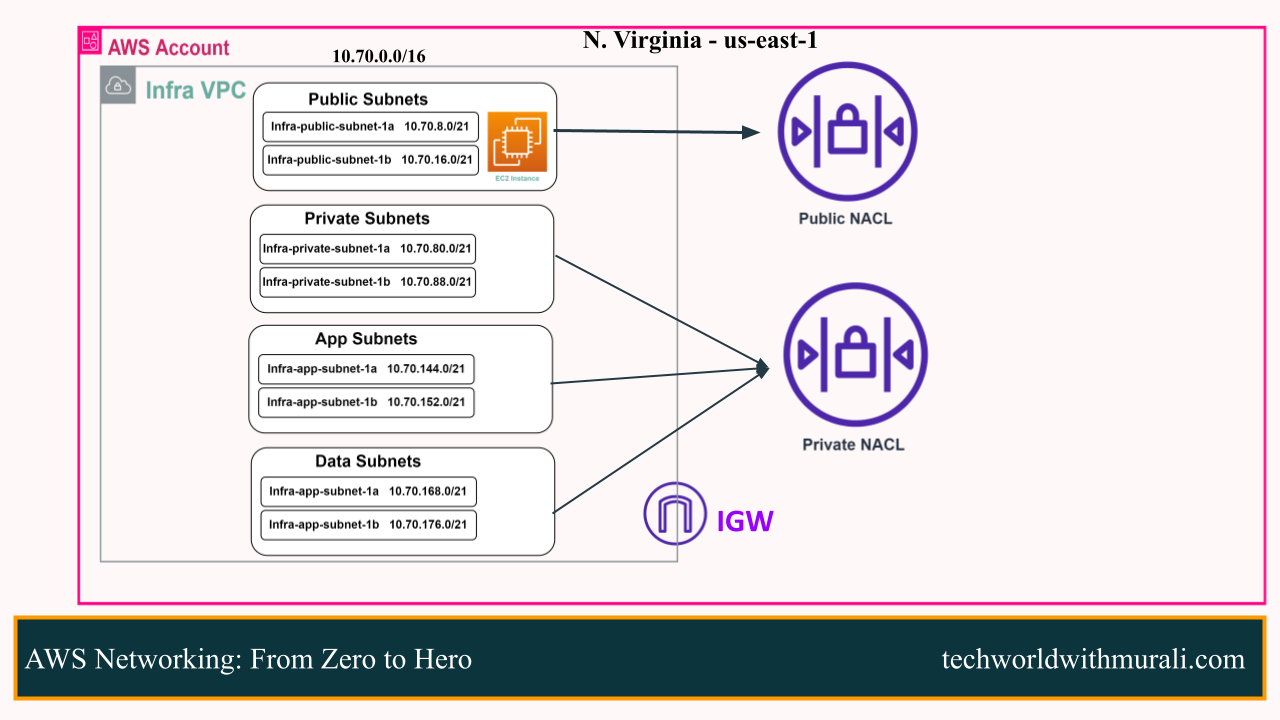 AWS Account
N. Virginia - us-east-1
10.70.0.0/16
Infra VPC
Public Subnets
Infra-public-subnet-1a 10.70.8.0/21
Infra-public-subnet-1b 10.70.16.0/21
EC2 Instance
Public NACL
Private Subnets
Infra-private-subnet-1a 10.70.80.0/21
Infra-private-subnet-1b 10.70.88.0/21
App Subnets
Infra-app-subnet-1a 10.70.144.0/21
Infra-app-subnet-1b 10.70.152.0/21
Private NACL
Data Subnets
Infra-app-subnet-1a 10.70.168.0/21
Infra-app-subnet-1b 10.70.176.0/21
IGW
AWS Networking: From Zero to Hero
techworldwithmurali.com